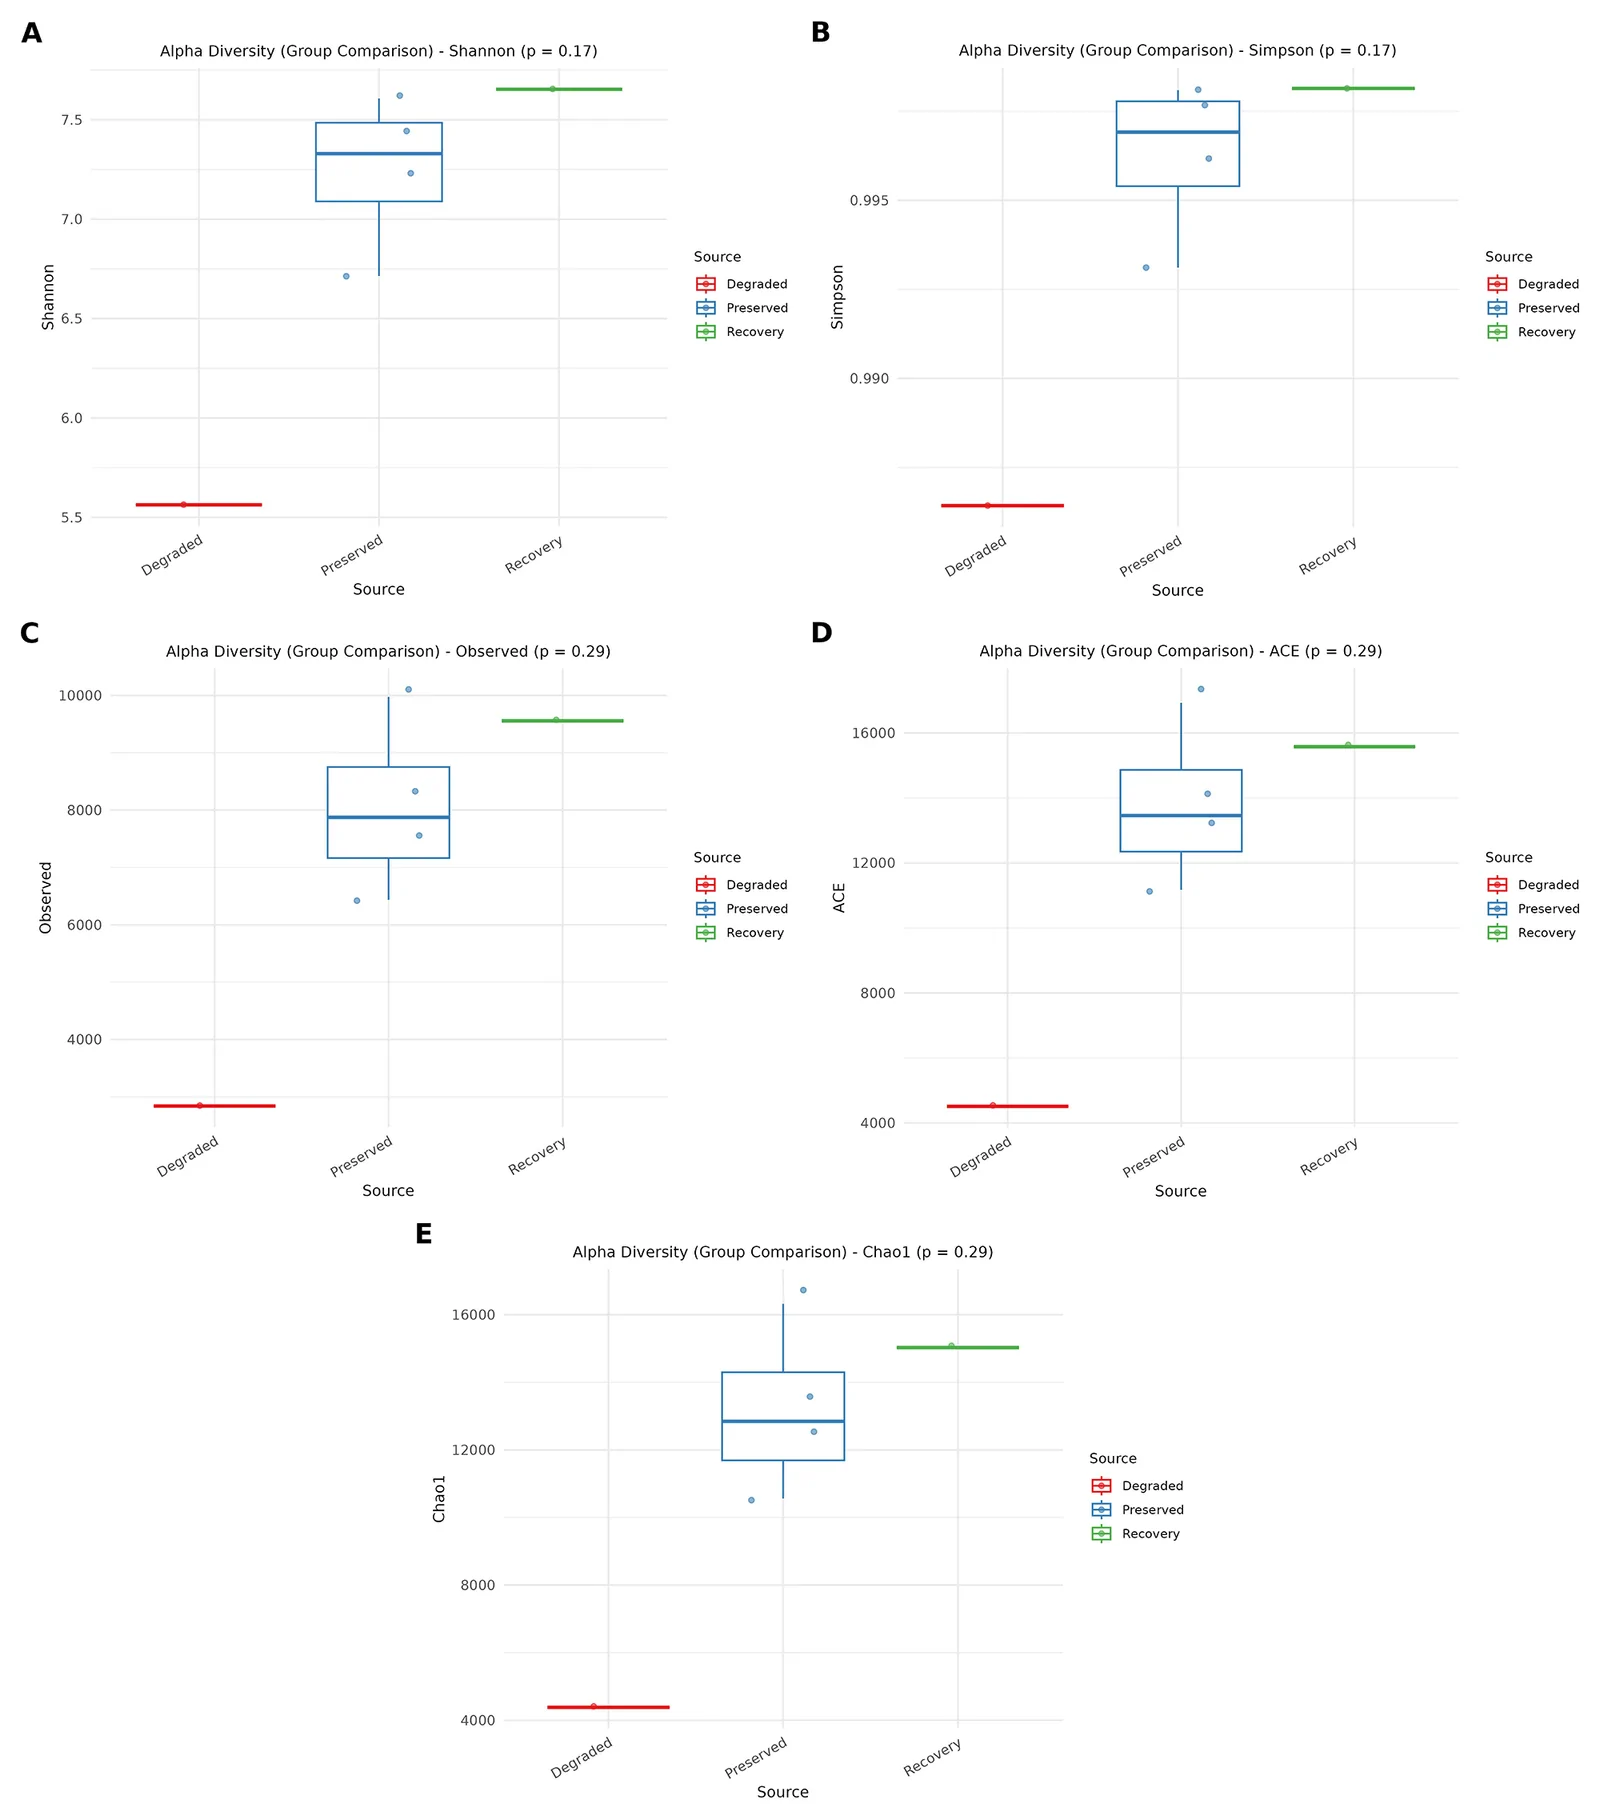 A
Alpha Diversity (Group Comparison) - Shannon (p = 0.17)
7.5
7.0
6.5
6.0
5.5
Shannon
Degraded
Preserved
Recovery
Source
Source
Degraded
Preserved
Recovery
B
Alpha Diversity (Group Comparison) - Simpson (p = 0.17)
0.995
0.990
Simpson
Degraded
Preserved
Recovery
Source
Source
Degraded
Preserved
Recovery
C
Alpha Diversity (Group Comparison) - Observed (p = 0.29)
10000
8000
6000
4000
Observed
Degraded
Preserved
Recovery
Source
Source
Degraded
Preserved
Recovery
D
Alpha Diversity (Group Comparison) - ACE (p = 0.29)
16000
12000
8000
4000
ACE
Degraded
Preserved
Recovery
Source
Source
Degraded
Preserved
Recovery
E
Alpha Diversity (Group Comparison) - Chao1 (p = 0.29)
16000
12000
8000
4000
Chao1
Degraded
Preserved
Recovery
Source
Source
Degraded
Preserved
Recovery